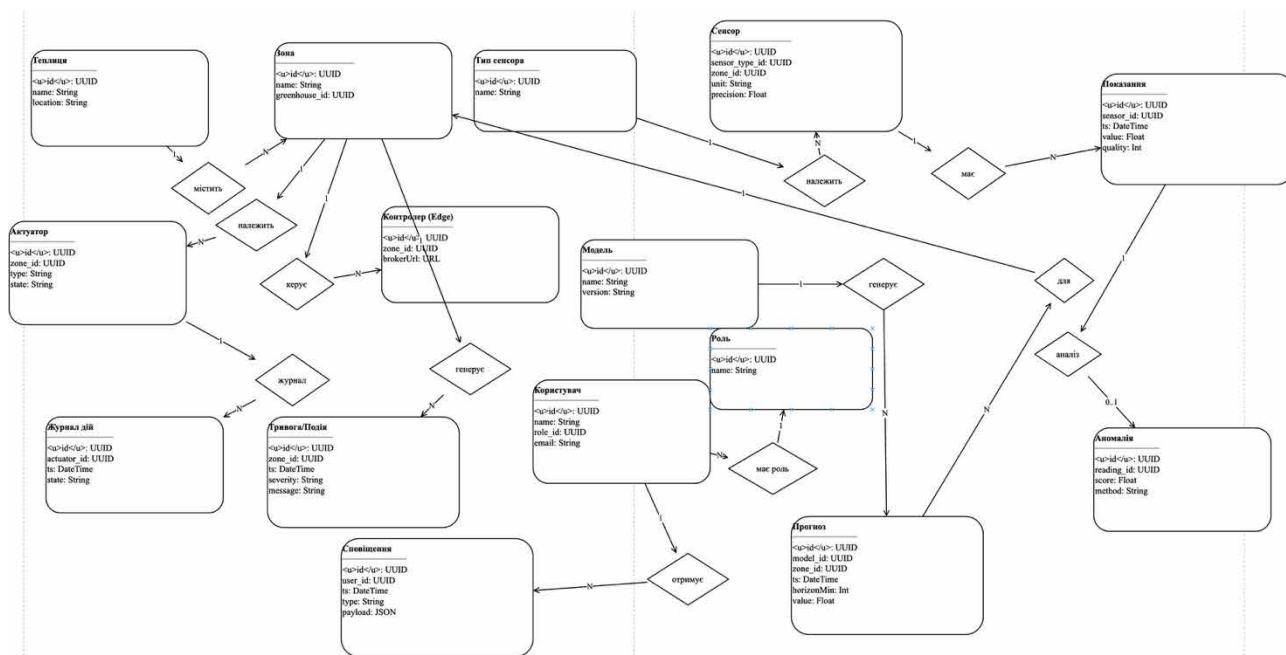 Теплиця
<u>id</u>: UUID
name: String
location: String
Зона
<u>id</u>: UUID
name: String
greenhouse_id: UUID
Тип сенсора
<u>id</u>: UUID
name: String
Сенсор
<u>id</u>: UUID
sensor_type_id: UUID
zone_id: UUID
unit: String
precision: Float
Показання
<u>id</u>: UUID
sensor_id: UUID
ts: DateTime
value: Float
quality: Int
1
N
містить
1
N
належить
1
N
керує
1
N
належить
1
N
має
1
Актуатор
<u>id</u>: UUID
zone_id: UUID
type: String
state: String
Контролер (Edge)
<u>id</u>: UUID
zone_id: UUID
brokerUrl: URL
1
Модель
<u>id</u>: UUID
name: String
version: String
1
генерує
N
для
N
1
аналіз
0..1
Роль
<u>id</u>: UUID
name: String
1
журнал
N
генерує
N
Користувач
<u>id</u>: UUID
name: String
role_id: UUID
email: String
N
має роль
1
Журнал дій
<u>id</u>: UUID
actuator_id: UUID
ts: DateTime
state: String
Тривога/Подія
<u>id</u>: UUID
zone_id: UUID
ts: DateTime
severity: String
message: String
Аномалія
<u>id</u>: UUID
reading_id: UUID
score: Float
method: String
Сповіщення
<u>id</u>: UUID
user_id: UUID
ts: DateTime
type: String
payload: JSON
1
отримує
N
Прогноз
<u>id</u>: UUID
model_id: UUID
zone_id: UUID
ts: DateTime
horizonMin: Int
value: Float